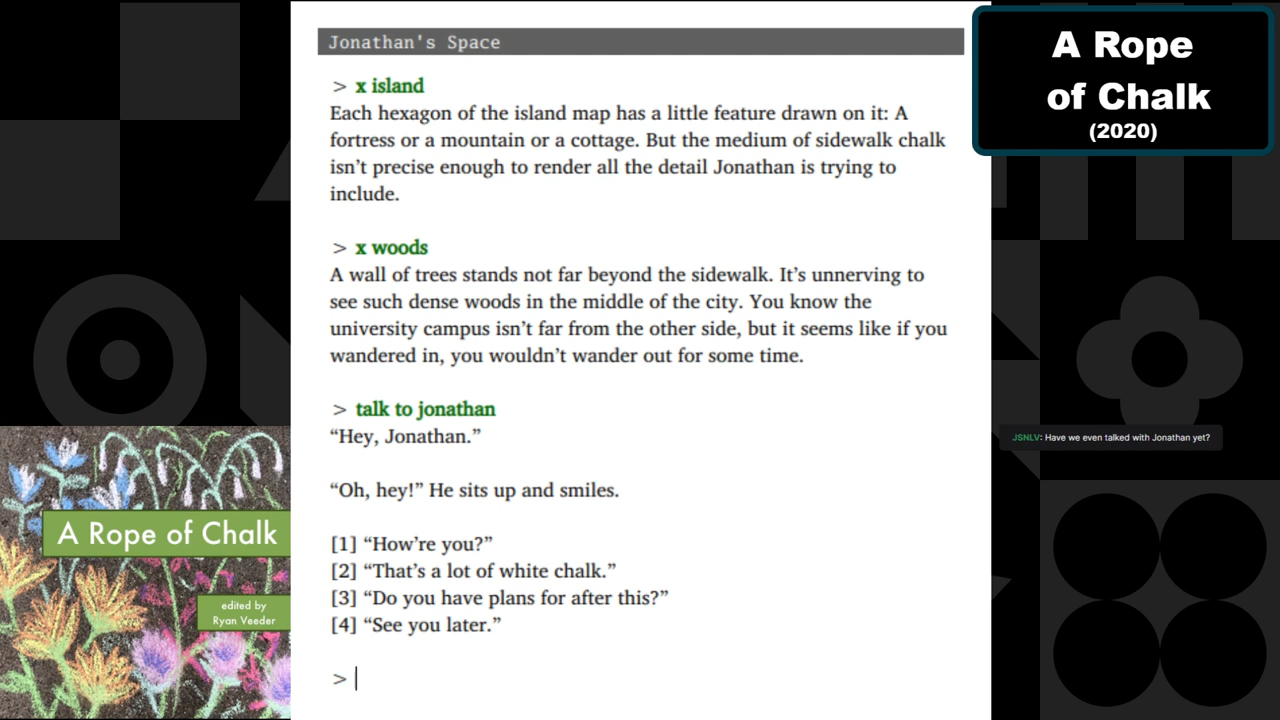 Jonathan's Space
> x island
Each hexagon of the island map has a little feature drawn on it: A
fortress or a mountain or a cottage. But the medium of sidewalk chalk
isn’t precise enough to render all the detail Jonathan is trying to
include.
> x woods
A wall of trees stands not far beyond the sidewalk. It’s unnerving to
see such dense woods in the middle of the city. You know the
university campus isn’t far from the other side, but it seems like if you
wandered in, you wouldn’t wander out for some time.
> talk to jonathan
“Hey, Jonathan.”
“Oh, hey!” He sits up and smiles.
[1] “How’re you?”
[2] “That’s a lot of white chalk.”
[3] “Do you have plans for after this?”
[4] “See you later.”
>
A Rope
of Chalk
(2020)
JSNLV: Have we even talked with Jonathan yet?
A Rope of Chalk
edited by
Ryan Veeder